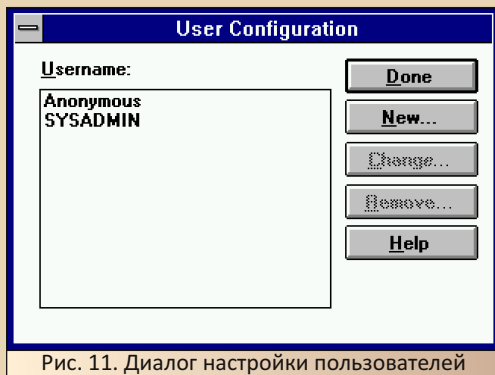 User Configuration
Username:
Anonymous
SYSADMIN
Done
New...
Change...
Remove...
Help
Рис. 11. Диалог настройки пользователей